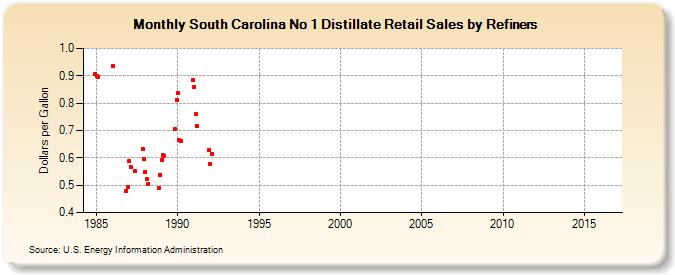 Monthly South Carolina No 1 Distillate Retail Sales by Refiners
Dollars per Gallon
1.0
0.9
0.8
0.7
0.6
0.5
0.4
1985 1990 1995 2000 2005 2010 2015
Source: U.S. Energy Information Administration